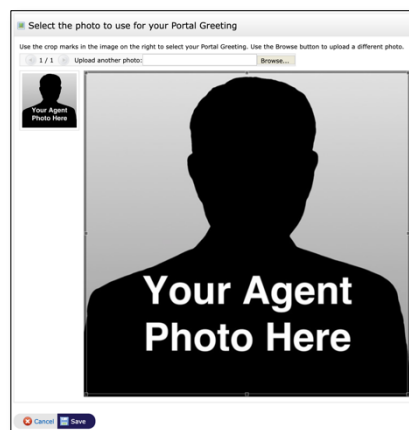 Select the photo to use for your Portal Greeting
Use the crop marks in the image on the right to select your Portal Greeting. Use the Browse button to upload a different photo.
1 / 1 Upload another photo: Browse...
Your Agent
Photo Here
Your Agent
Photo Here
Cancel Save